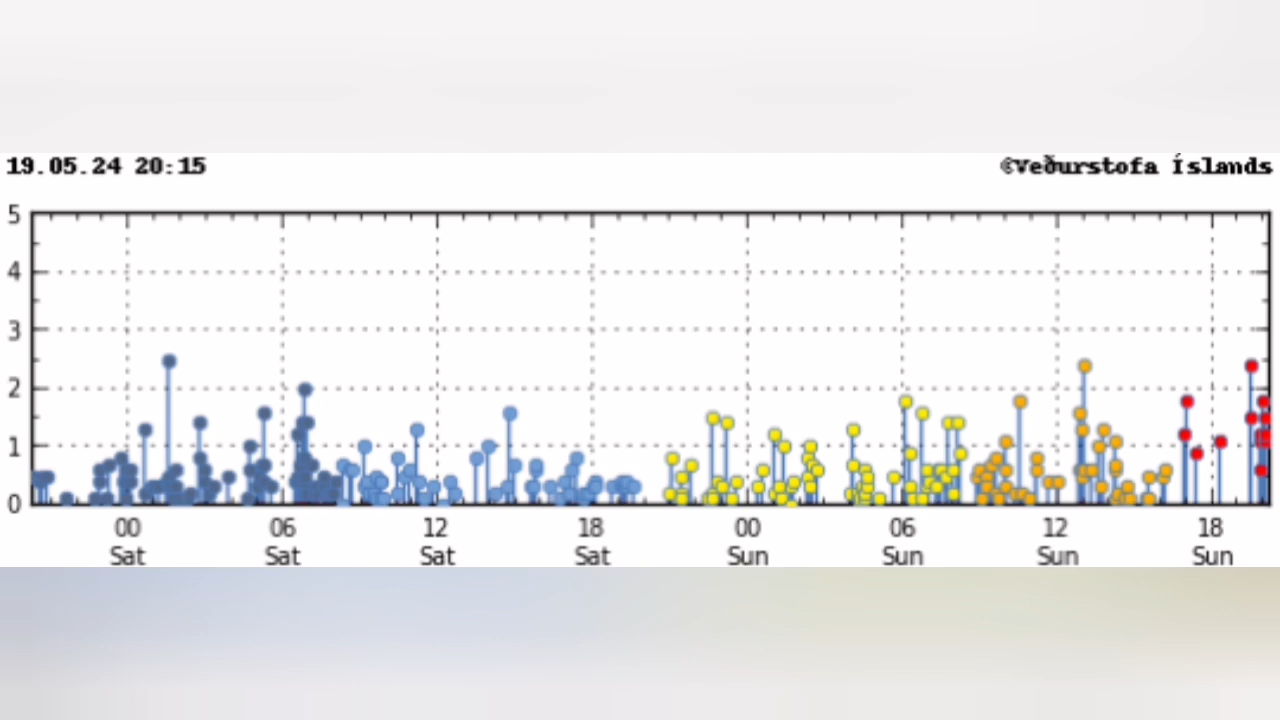 19.05.24 20:15 ©Veðurstofa Íslands
5
4
3
2
1
0
00 06 12 18 00 06 12 18
Sat Sat Sat Sat Sun Sun Sun Sun